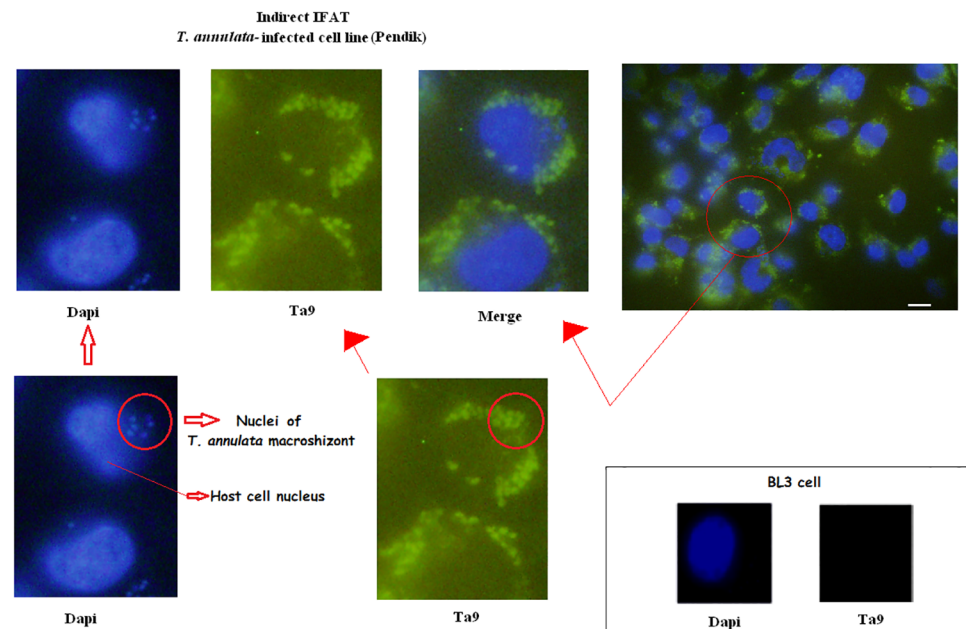 Indirect IFAT
T. annulata-infected cell line (Pendik)
Dapi
Ta9
Merge
Nuclei of
T. annulata macroshizont
Host cell nucleus
Dapi
Ta9
BL3 cell
Dapi
Ta9